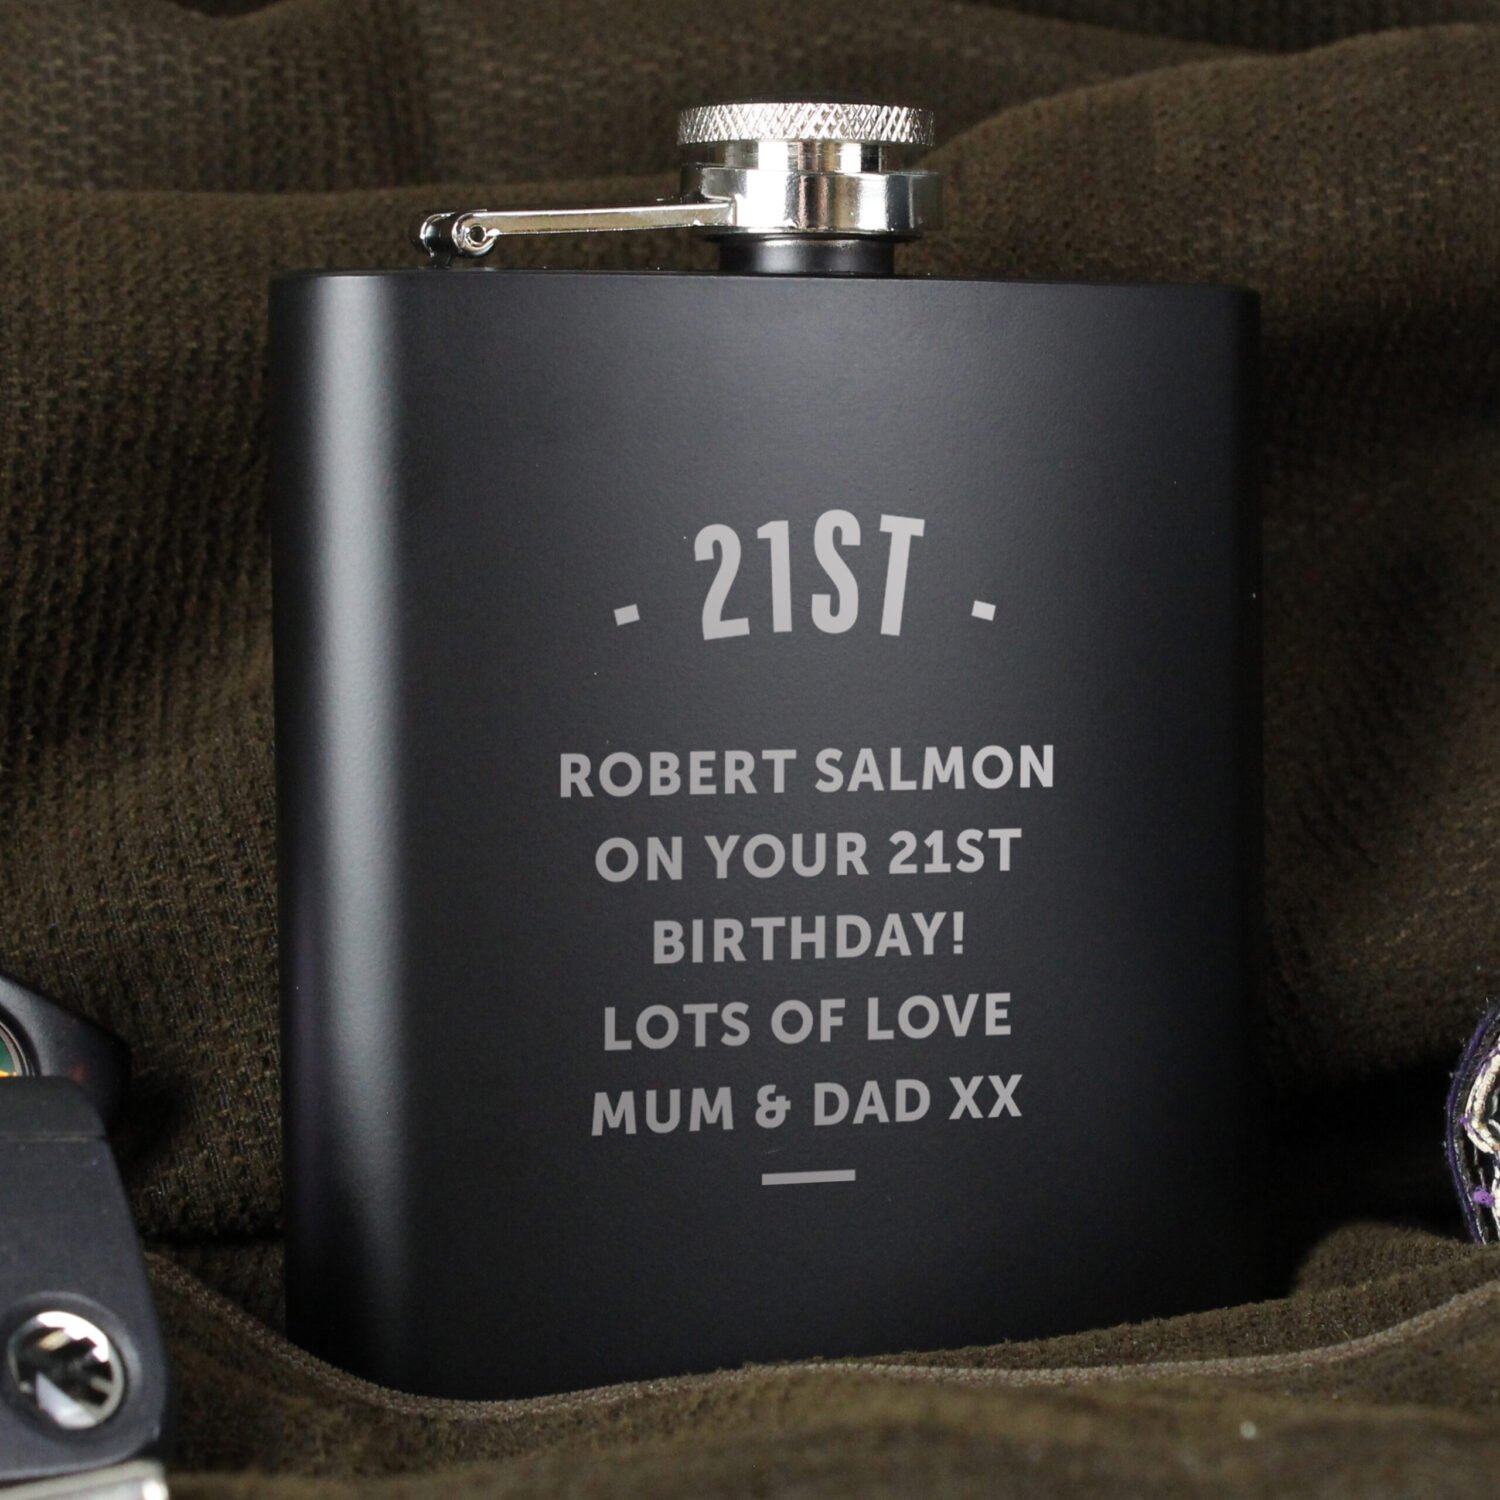 - 21ST -
ROBERT SALMON
ON YOUR 21ST
BIRTHDAY!
LOTS OF LOVE
MUM & DAD XX